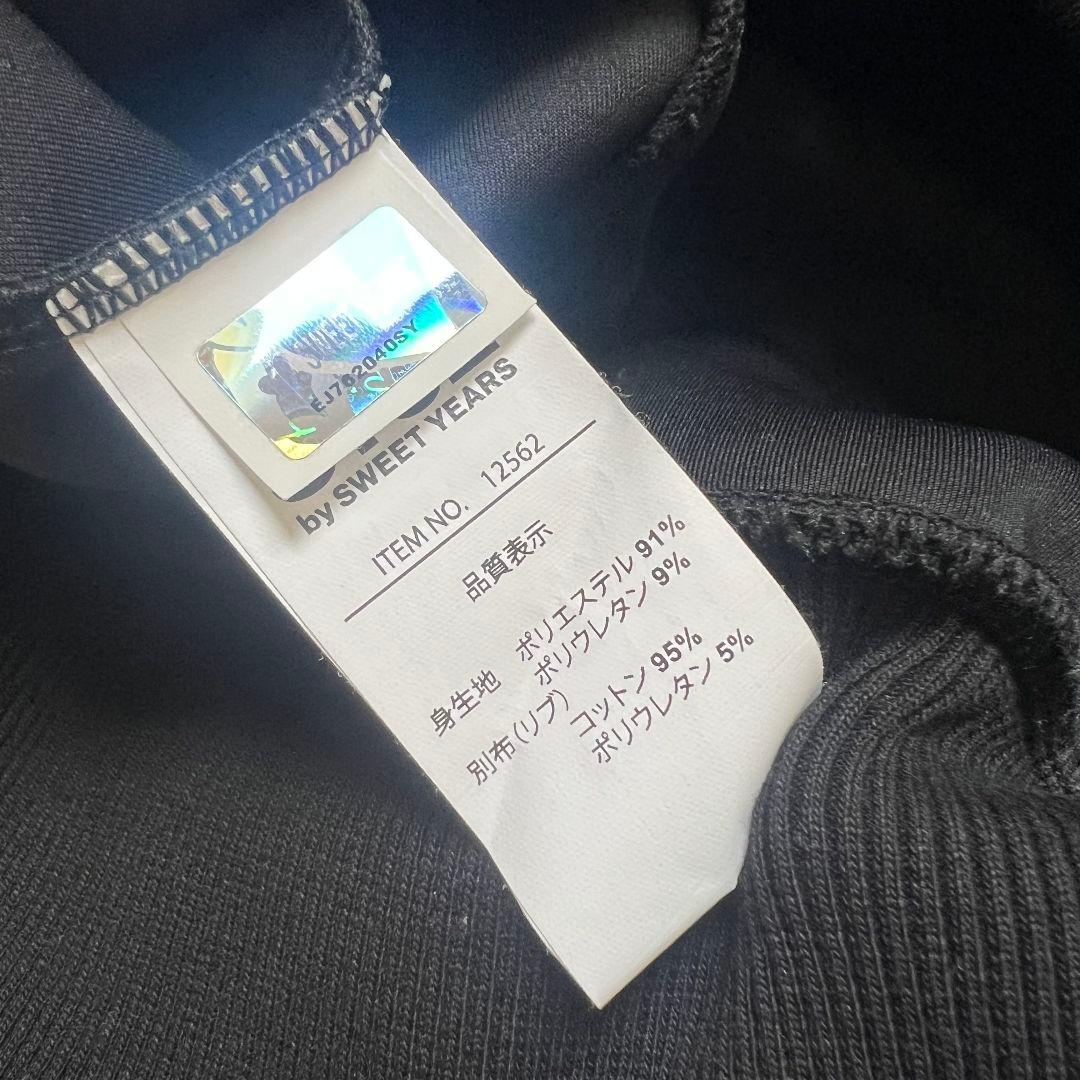 EJ702040SY
by SWEET YEARS
ITEM NO. 12562
品質表示
身生地 ポリエステル 91%
ポリウレタン 9%
別布(リブ) コットン 95%
ポリウレタン 5%